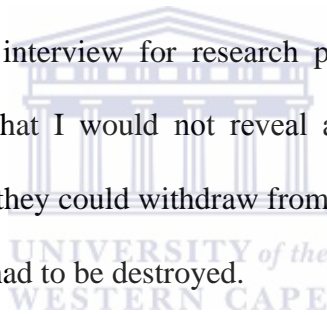 interview for research p
hat I would not reveal a
they could withdraw from
UNIVERSITY of the
had to be destroyed.
WESTERN CAPE